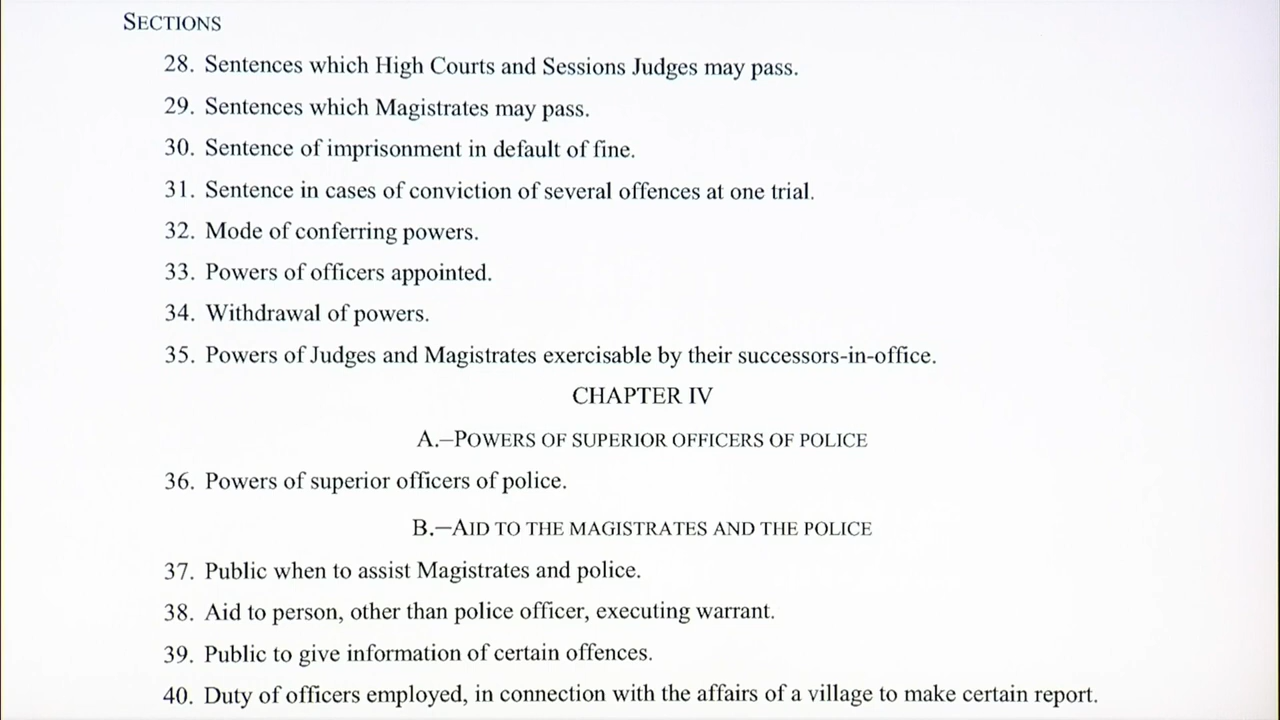 SECTIONS
28. Sentences which High Courts and Sessions Judges may pass.
29. Sentences which Magistrates may pass.
30. Sentence of imprisonment in default of fine.
31. Sentence in cases of conviction of several offences at one trial.
32. Mode of conferring powers.
33. Powers of officers appointed.
34. Withdrawal of powers.
35. Powers of Judges and Magistrates exercisable by their successors-in-office.
CHAPTER IV
A.–POWERS OF SUPERIOR OFFICERS OF POLICE
36. Powers of superior officers of police.
B.—AID TO THE MAGISTRATES AND THE POLICE
37. Public when to assist Magistrates and police.
38. Aid to person, other than police officer, executing warrant.
39. Public to give information of certain offences.
40. Duty of officers employed, in connection with the affairs of a village to make certain report.